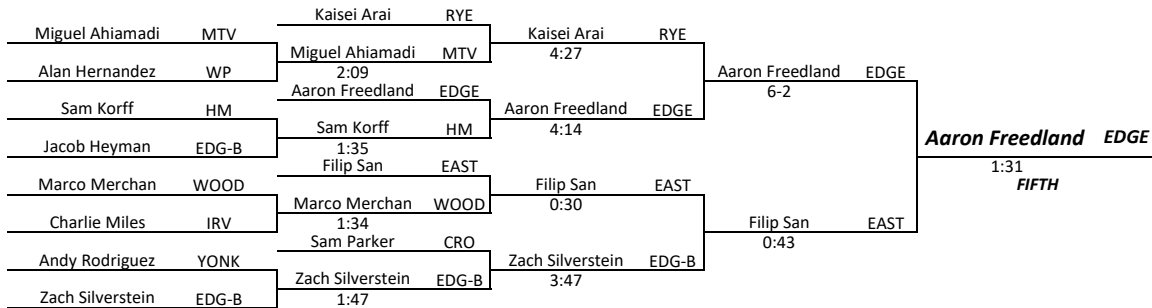 Kaisei Arai RYE
Miguel Ahiamadi MTV Kaisei Arai RYE
Miguel Ahiamadi MTV 4:27
Alan Hernandez WP 2:09 Aaron Freedland EDGE
Aaron Freedland EDGE 6-2
Sam Korff HM Aaron Freedland EDGE
Sam Korff HM 4:14
Jacob Heyman EDG-B 1:35 Aaron Freedland EDGE
Filip San EAST 1:31
Marco Merchan WOOD Filip San EAST FIFTH
Marco Merchan WOOD 0:30
Charlie Miles IRV 1:34 Filip San EAST
Sam Parker CRO 0:43
Andy Rodriguez YONK Zach Silverstein EDG-B
Zach Silverstein EDG-B 3:47
Zach Silverstein EDG-B 1:47